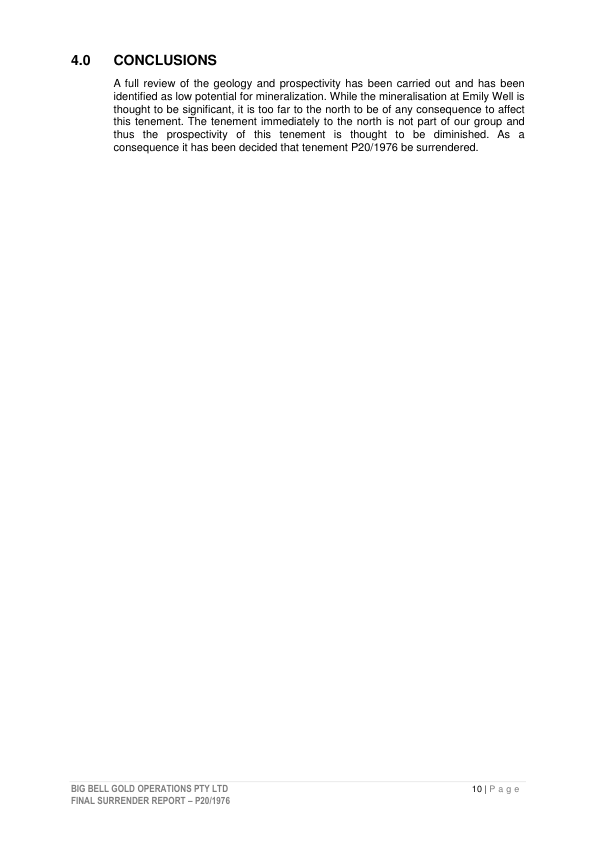 4.0 CONCLUSIONS
A full review of the geology and prospectivity has been carried out and has been
identified as low potential for mineralization. While the mineralisation at Emily Well is
thought to be significant, it is too far to the north to be of any consequence to affect
this tenement. The tenement immediately to the north is not part of our group and
thus the prospectivity of this tenement is thought to be diminished. As a
consequence it has been decided that tenement P20/1976 be surrendered.
BIG BELL GOLD OPERATIONS PTY LTD 10 | P a g e
FINAL SURRENDER REPORT – P20/1976